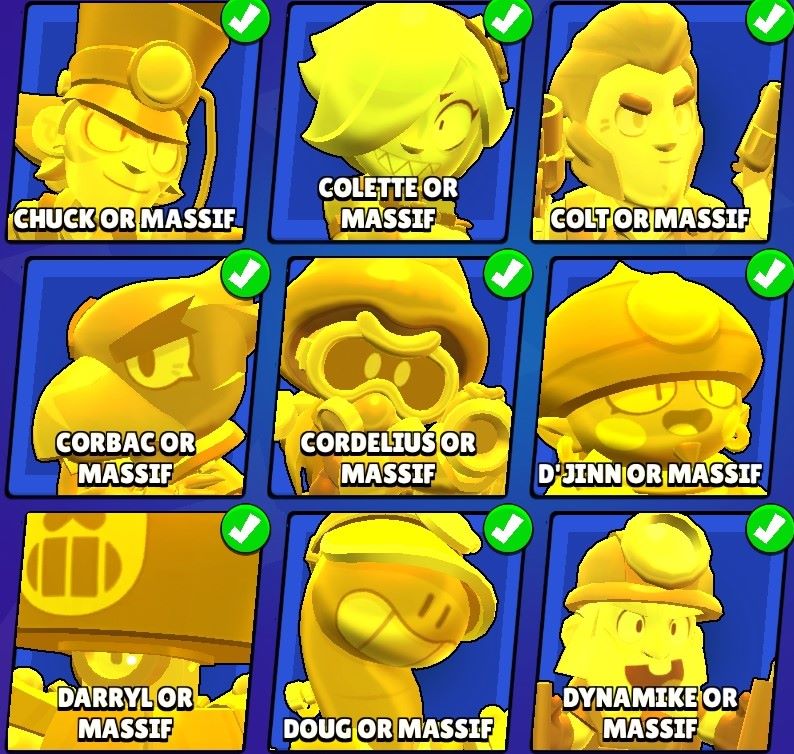 CHUCK OR MASSIF
COLETTE OR
MASSIF
COLT OR MASSIF
CORBAC OR
MASSIF
CORDELIUS OR
MASSIF
D'JINN OR MASSIF
DARRYL OR
MASSIF
DOUG OR MASSIF
DYNAMIKE OR
MASSIF